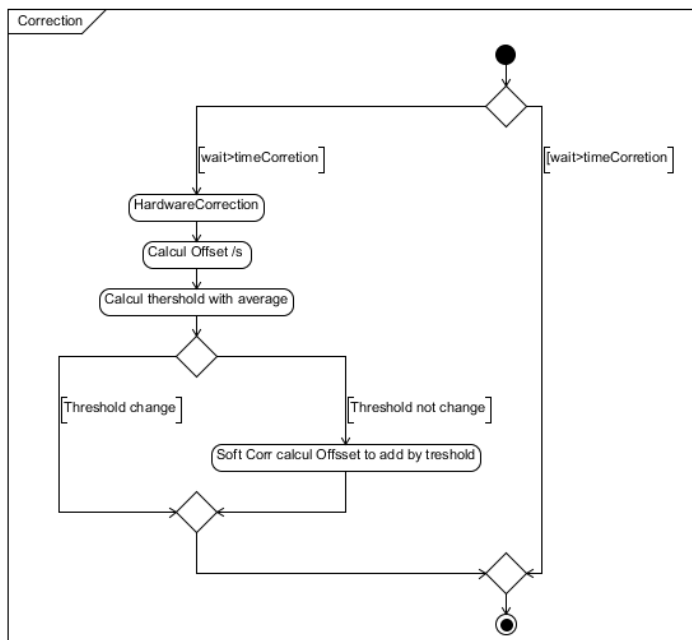 Correction
[wait>timeCorretion]
[wait>timeCorretion]
HardwareCorrection
Calcul Offset /s
Calcul thershold with average
[Threshold change]
[Threshold not change]
Soft Corr calcul Offsset to add by treshold